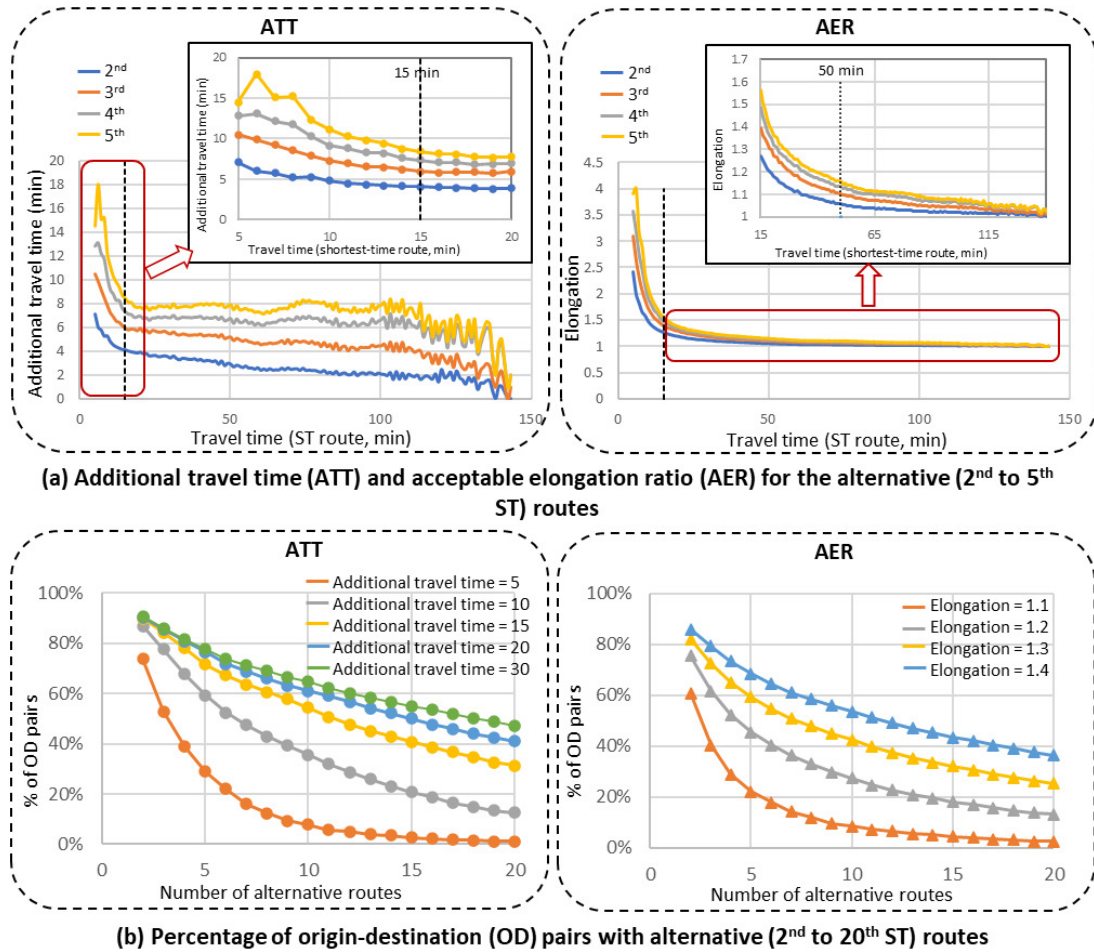 ATT
2nd
3rd
4th
5th
Additional travel time (min)
20
18
16
14
12
10
8
6
4
2
0
0 50 100 150
Travel time (ST route, min)
Additional travel time (min)
20
15
10
5
0
15 min
5 10 15 20
Travel time (shortest-time route, min)
AER
2nd
3rd
4th
5th
Elongation
4.5
4
3.5
3
2.5
2
1.5
1
0.5
0
0 50 100 150
Travel time (ST route, min)
Elongation
1.7
1.6
1.5
1.4
1.3
1.2
1.1
1
50 min
15 65 115
Travel time (shortest-time route, min)
(a) Additional travel time (ATT) and acceptable elongation ratio (AER) for the alternative (2nd to 5th
ST) routes
ATT
% of OD pairs
100%
80%
60%
40%
20%
0%
Additional travel time = 5
Additional travel time = 10
Additional travel time = 15
Additional travel time = 20
Additional travel time = 30
0 5 10 15 20
Number of alternative routes
AER
% of OD pairs
100%
80%
60%
40%
20%
0%
Elongation = 1.1
Elongation = 1.2
Elongation = 1.3
Elongation = 1.4
0 5 10 15 20
Number of alternative routes
(b) Percentage of origin-destination (OD) pairs with alternative (2nd to 20th ST) routes